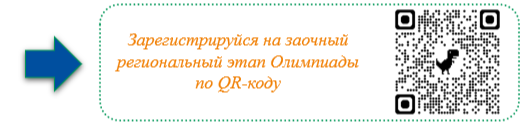 Зарегистрируйся на заочный
региональный этап Олимпиады
по QR-коду